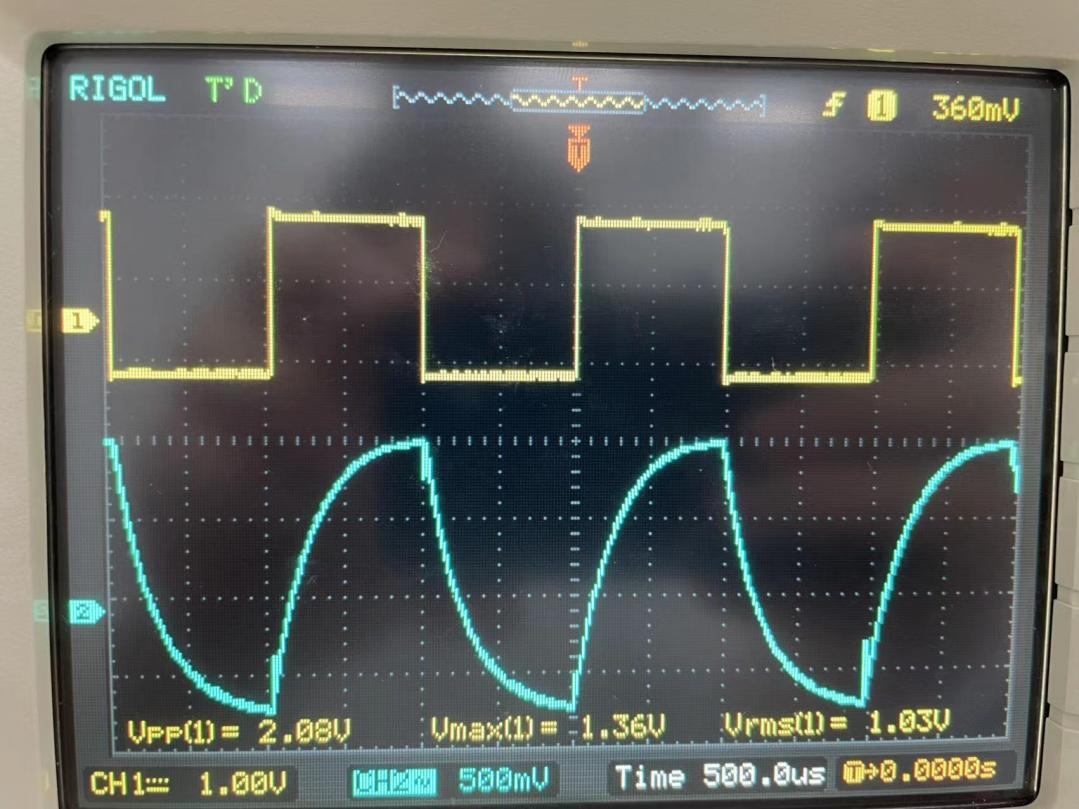 RIGOL T'D T 1 360mV
T
1
2
Vpp(1)= 2.08V Vmax(1)= 1.36V Vrms(1)= 1.03V
CH1 1.00V CH2 500mV Time 500.0us T→0.0000s